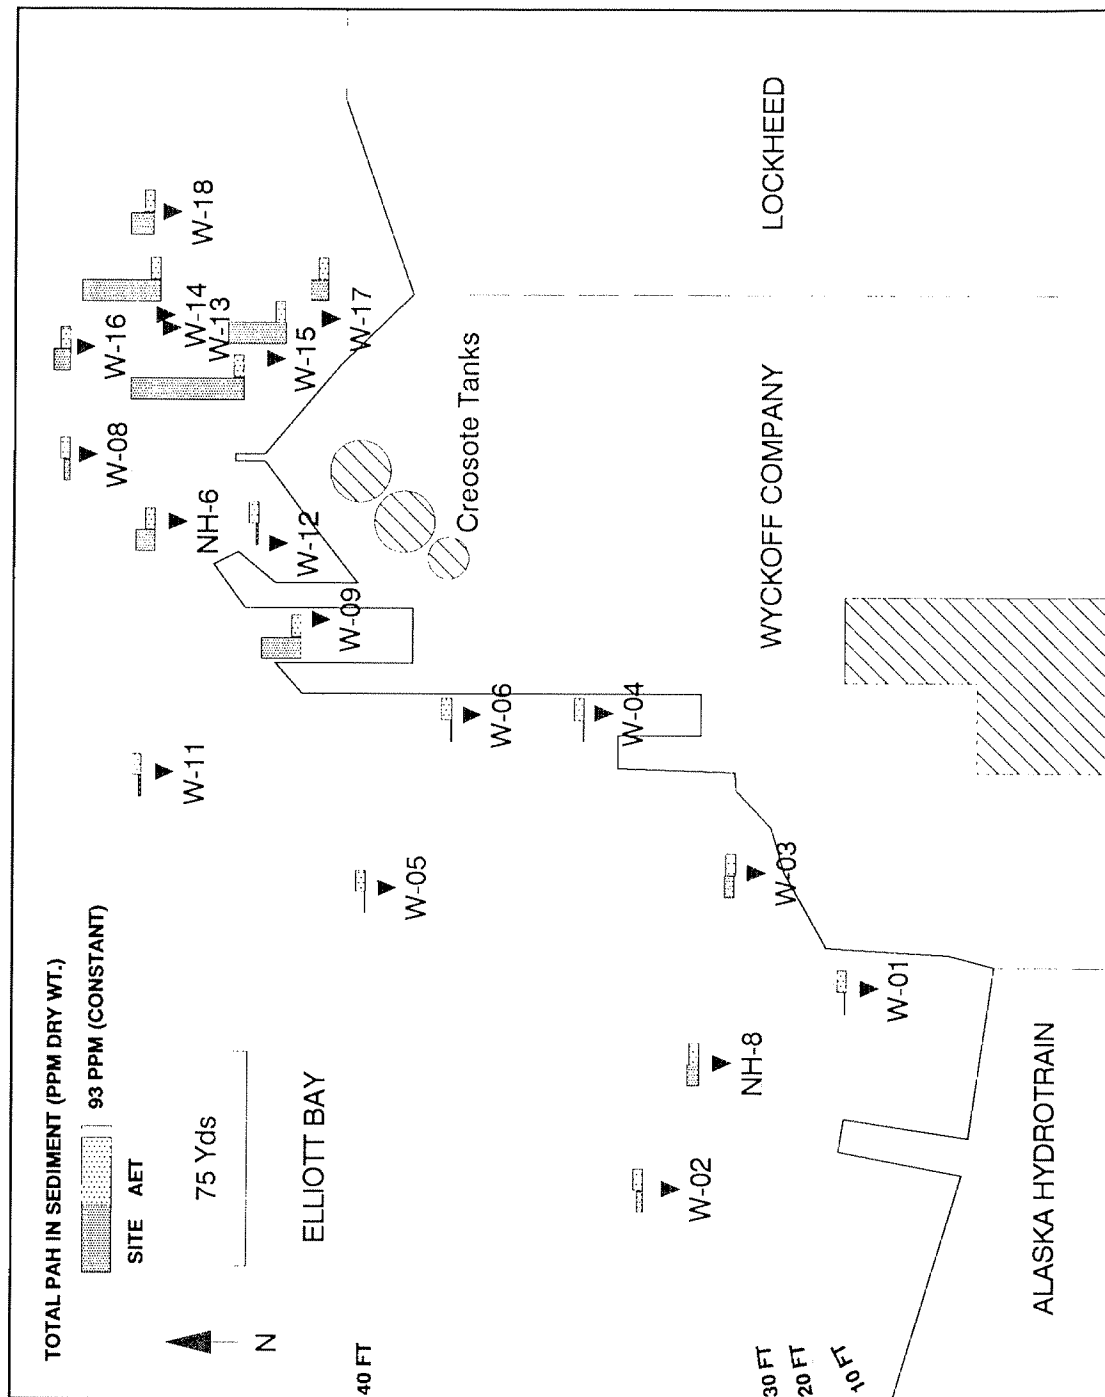 TOTAL PAH IN SEDIMENT (PPM DRY WT.)
93 PPM (CONSTANT)
SITE AET
75 Yds
N
ELLIOTT BAY
40 FT
30 FT
20 FT
10 FT
W-11
W-05
W-02
NH-8
W-01
W-03
W-04
W-06
W-09
W-12
NH-6
W-08
W-16
W-14
W-13
W-15
W-17
W-18
Creosote Tanks
WYCKOFF COMPANY
LOCKHEED
ALASKA HYDROTRAIN